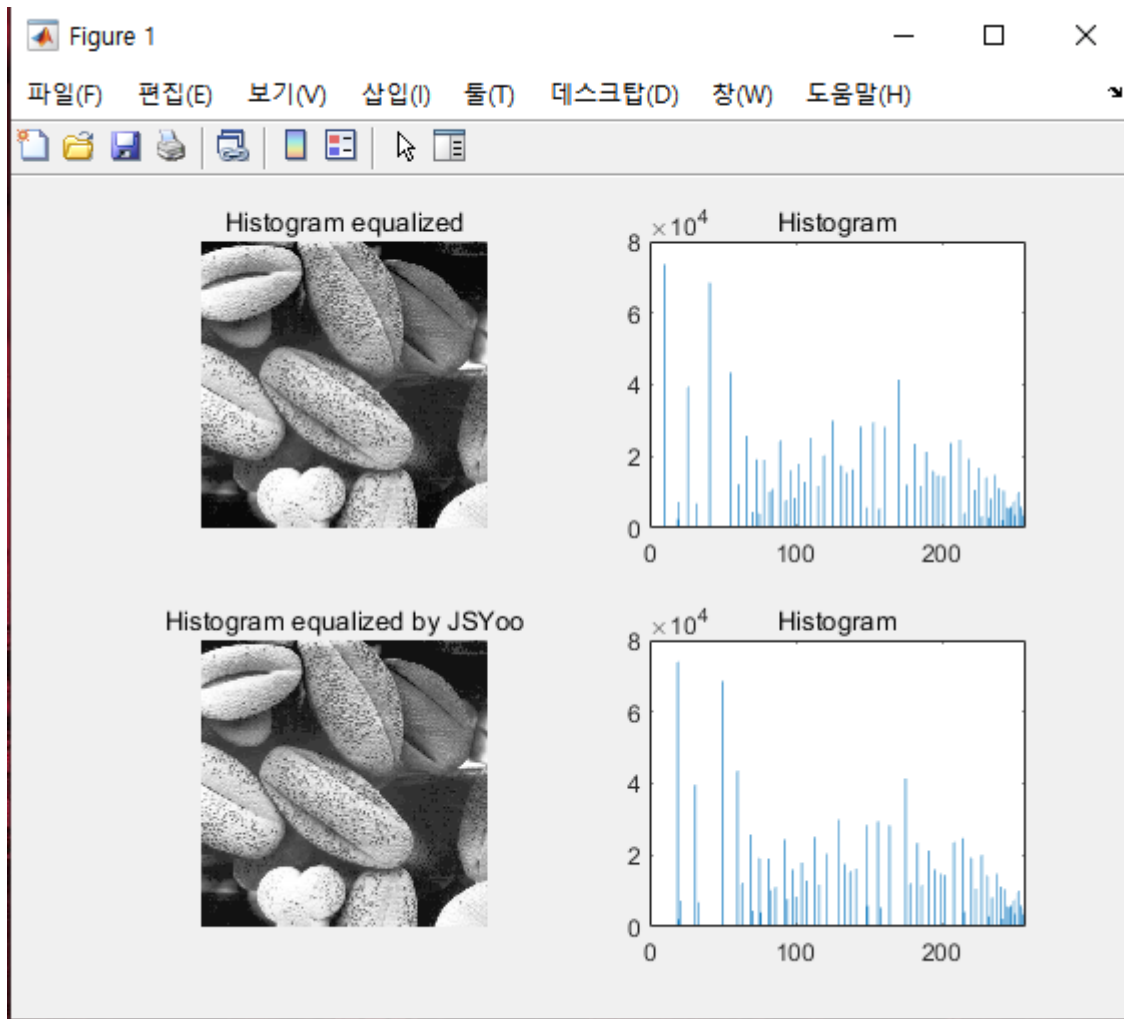 Figure 1
파일(F) 편집(E) 보기(V) 삽입(I) 툴(T) 데스크탑(D) 창(W) 도움말(H)
Histogram equalized
×10^4
Histogram
8
6
4
2
0
0 100 200
Histogram equalized by JSYoo
×10^4
Histogram
8
6
4
2
0
0 100 200